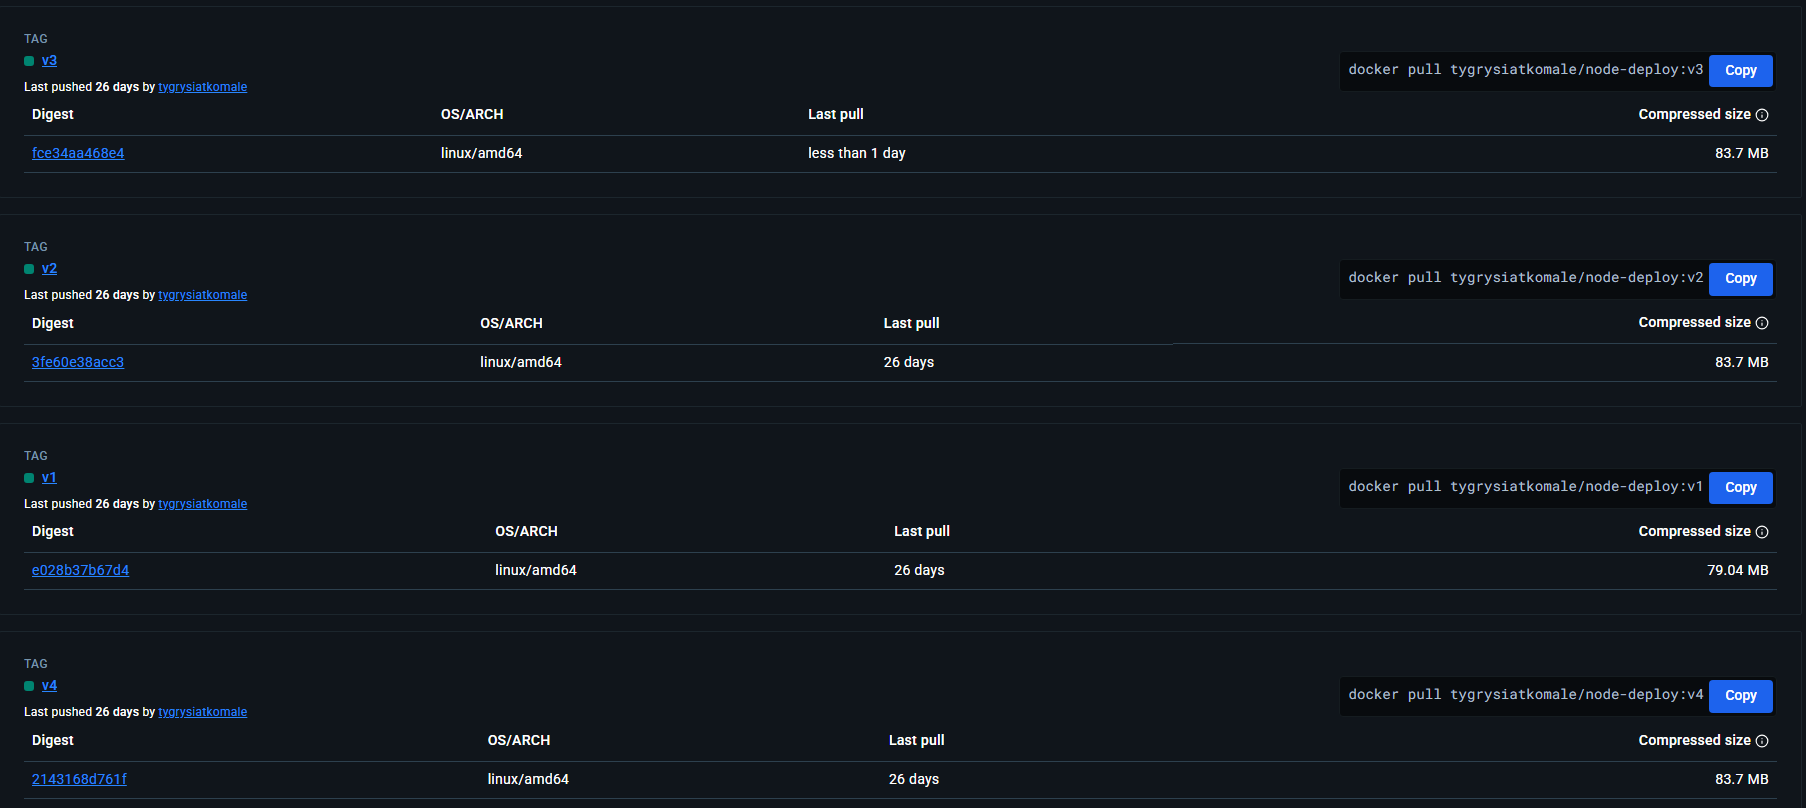 TAG
v3
docker pull tygrysiatkomale/node-deploy:v3 Copy
Last pushed 26 days by tygrysiatkomale
Digest OS/ARCH Last pull Compressed size
fce34aa468e4 linux/amd64 less than 1 day 83.7 MB
TAG
v2
docker pull tygrysiatkomale/node-deploy:v2 Copy
Last pushed 26 days by tygrysiatkomale
Digest OS/ARCH Last pull Compressed size
3fe60e38acc3 linux/amd64 26 days 83.7 MB
TAG
v1
docker pull tygrysiatkomale/node-deploy:v1 Copy
Last pushed 26 days by tygrysiatkomale
Digest OS/ARCH Last pull Compressed size
e028b37b67d4 linux/amd64 26 days 79.04 MB
TAG
v4
docker pull tygrysiatkomale/node-deploy:v4 Copy
Last pushed 26 days by tygrysiatkomale
Digest OS/ARCH Last pull Compressed size
2143168d761f linux/amd64 26 days 83.7 MB